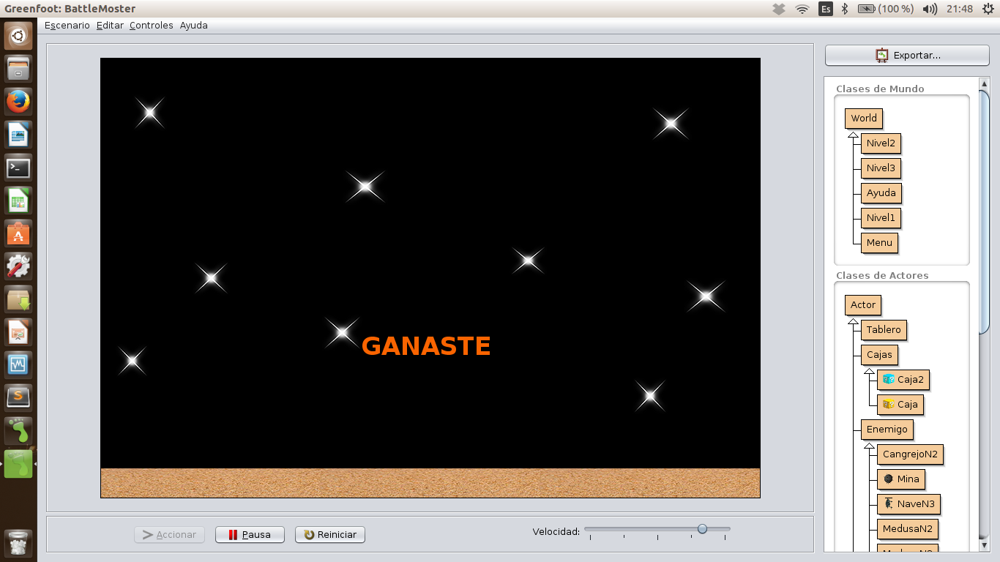 Greenfoot: BattleMoster
Es
(100 %)
21:48
Escenario Editar Controles Ayuda
Exportar...
Clases de Mundo
World
Nivel2
Nivel3
Ayuda
Nivel1
Menu
GANASTE
Clases de Actores
Actor
Tablero
Cajas
Caja2
Caja
Enemigo
CangrejoN2
Mina
NaveN3
MedusaN2
Accionar
Pausa
Reiniciar
Velocidad: